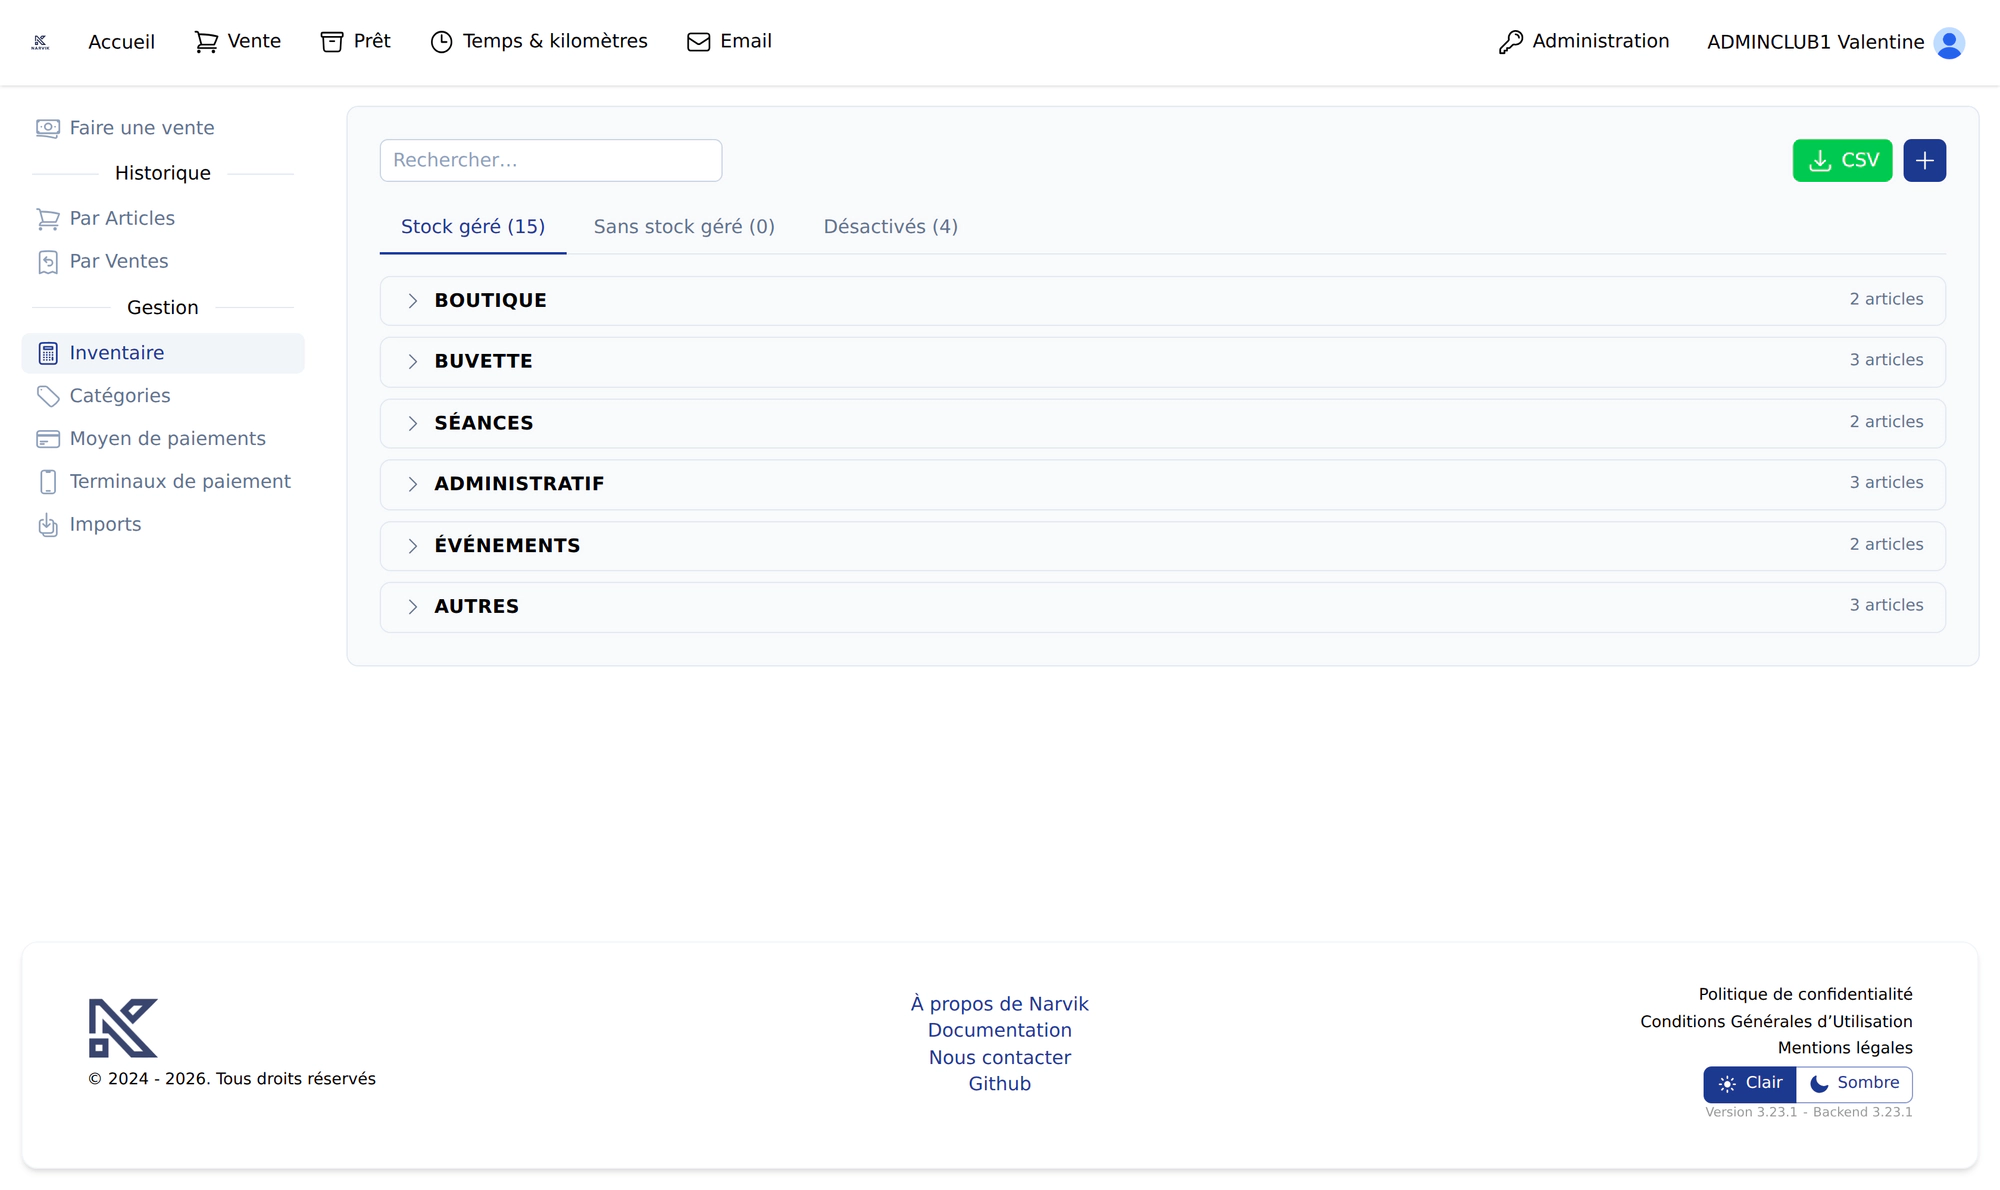 NARVIK
Accueil
Vente
Prêt
Temps & kilomètres
Email
Administration
ADMINCLUB1 Valentine
Faire une vente
Historique
Par Articles
Par Ventes
Gestion
Inventaire
Catégories
Moyen de paiements
Terminaux de paiement
Imports
Rechercher...
CSV
Stock géré (15)
Sans stock géré (0)
Désactivés (4)
BOUTIQUE
2 articles
BUVETTE
3 articles
SÉANCES
2 articles
ADMINISTRATIF
3 articles
ÉVÉNEMENTS
2 articles
AUTRES
3 articles
© 2024 - 2026. Tous droits réservés
À propos de Narvik
Documentation
Nous contacter
Github
Politique de confidentialité
Conditions Générales d’Utilisation
Mentions légales
Clair
Sombre
Version 3.23.1 - Backend 3.23.1